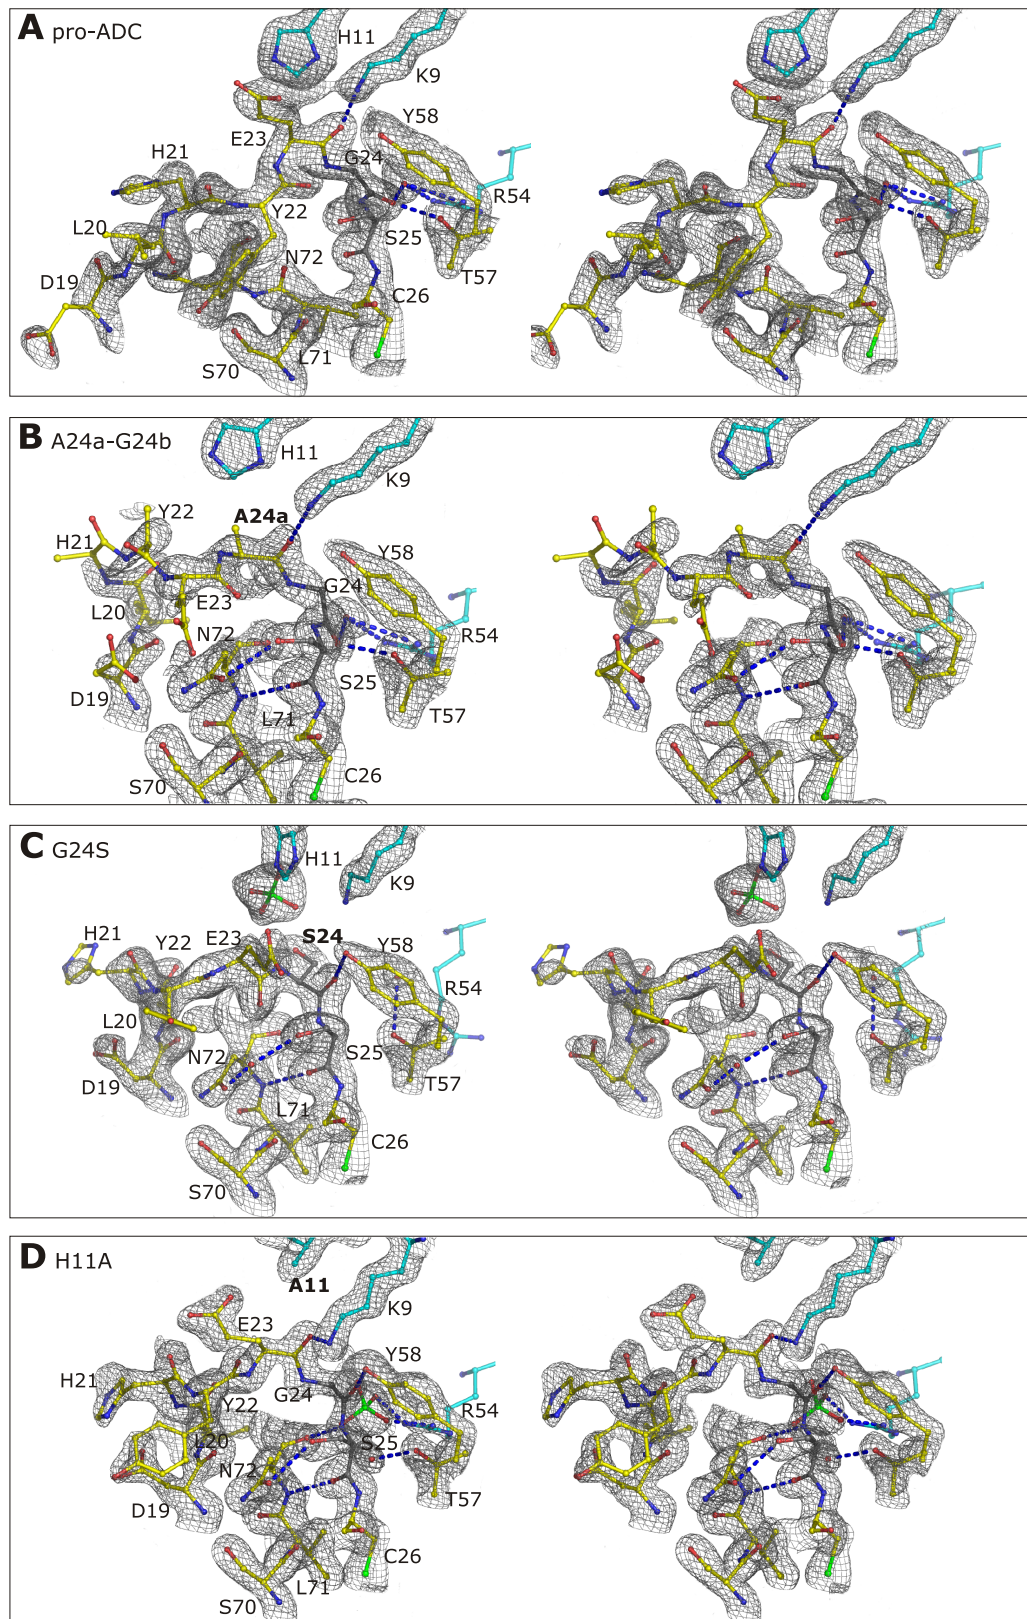 A pro-ADC
H11
K9
Y58
E23
G24
H21
R54
Y22
L20
S25
N72
T57
D19
C26
L71
S70
B A24a-G24b
H11
K9
Y22
A24a
H21
Y58
G24
L20
E23
N72
R54
S25
D19
T57
L71
C26
S70
C G24S
H11
K9
H21
Y22
E23
S24
Y58
R54
L20
N72
S25
D19
T57
L71
C26
S70
D H11A
A11
K9
E23
Y58
H21
G24
Y22
R54
L20
S25
N72
D19
T57
C26
L71
S70